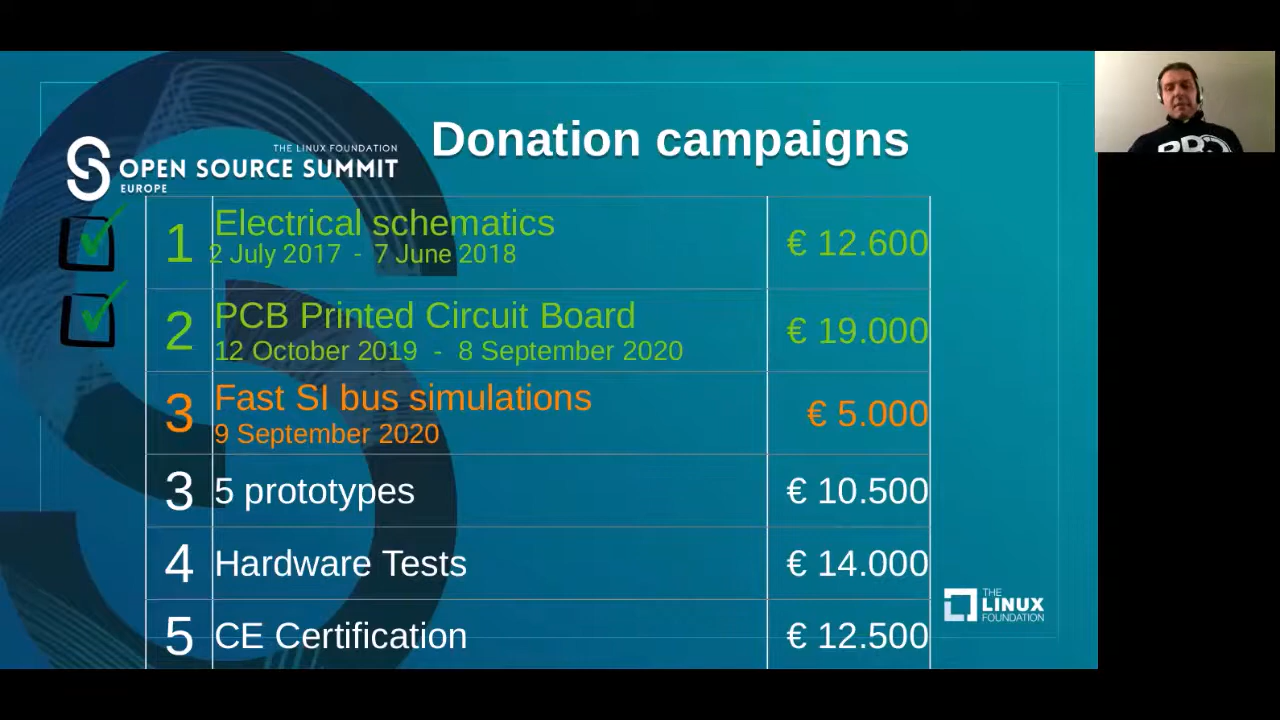 Donation campaigns
THE LINUX FOUNDATION
OPEN SOURCE SUMMIT
EUROPE
1 Electrical schematics € 12.600
2 July 2017 - 7 June 2018
2 PCB Printed Circuit Board € 19.000
12 October 2019 - 8 September 2020
3 Fast SI bus simulations € 5.000
9 September 2020
3 5 prototypes € 10.500
4 Hardware Tests € 14.000
5 CE Certification € 12.500
THE
LINUX
FOUNDATION